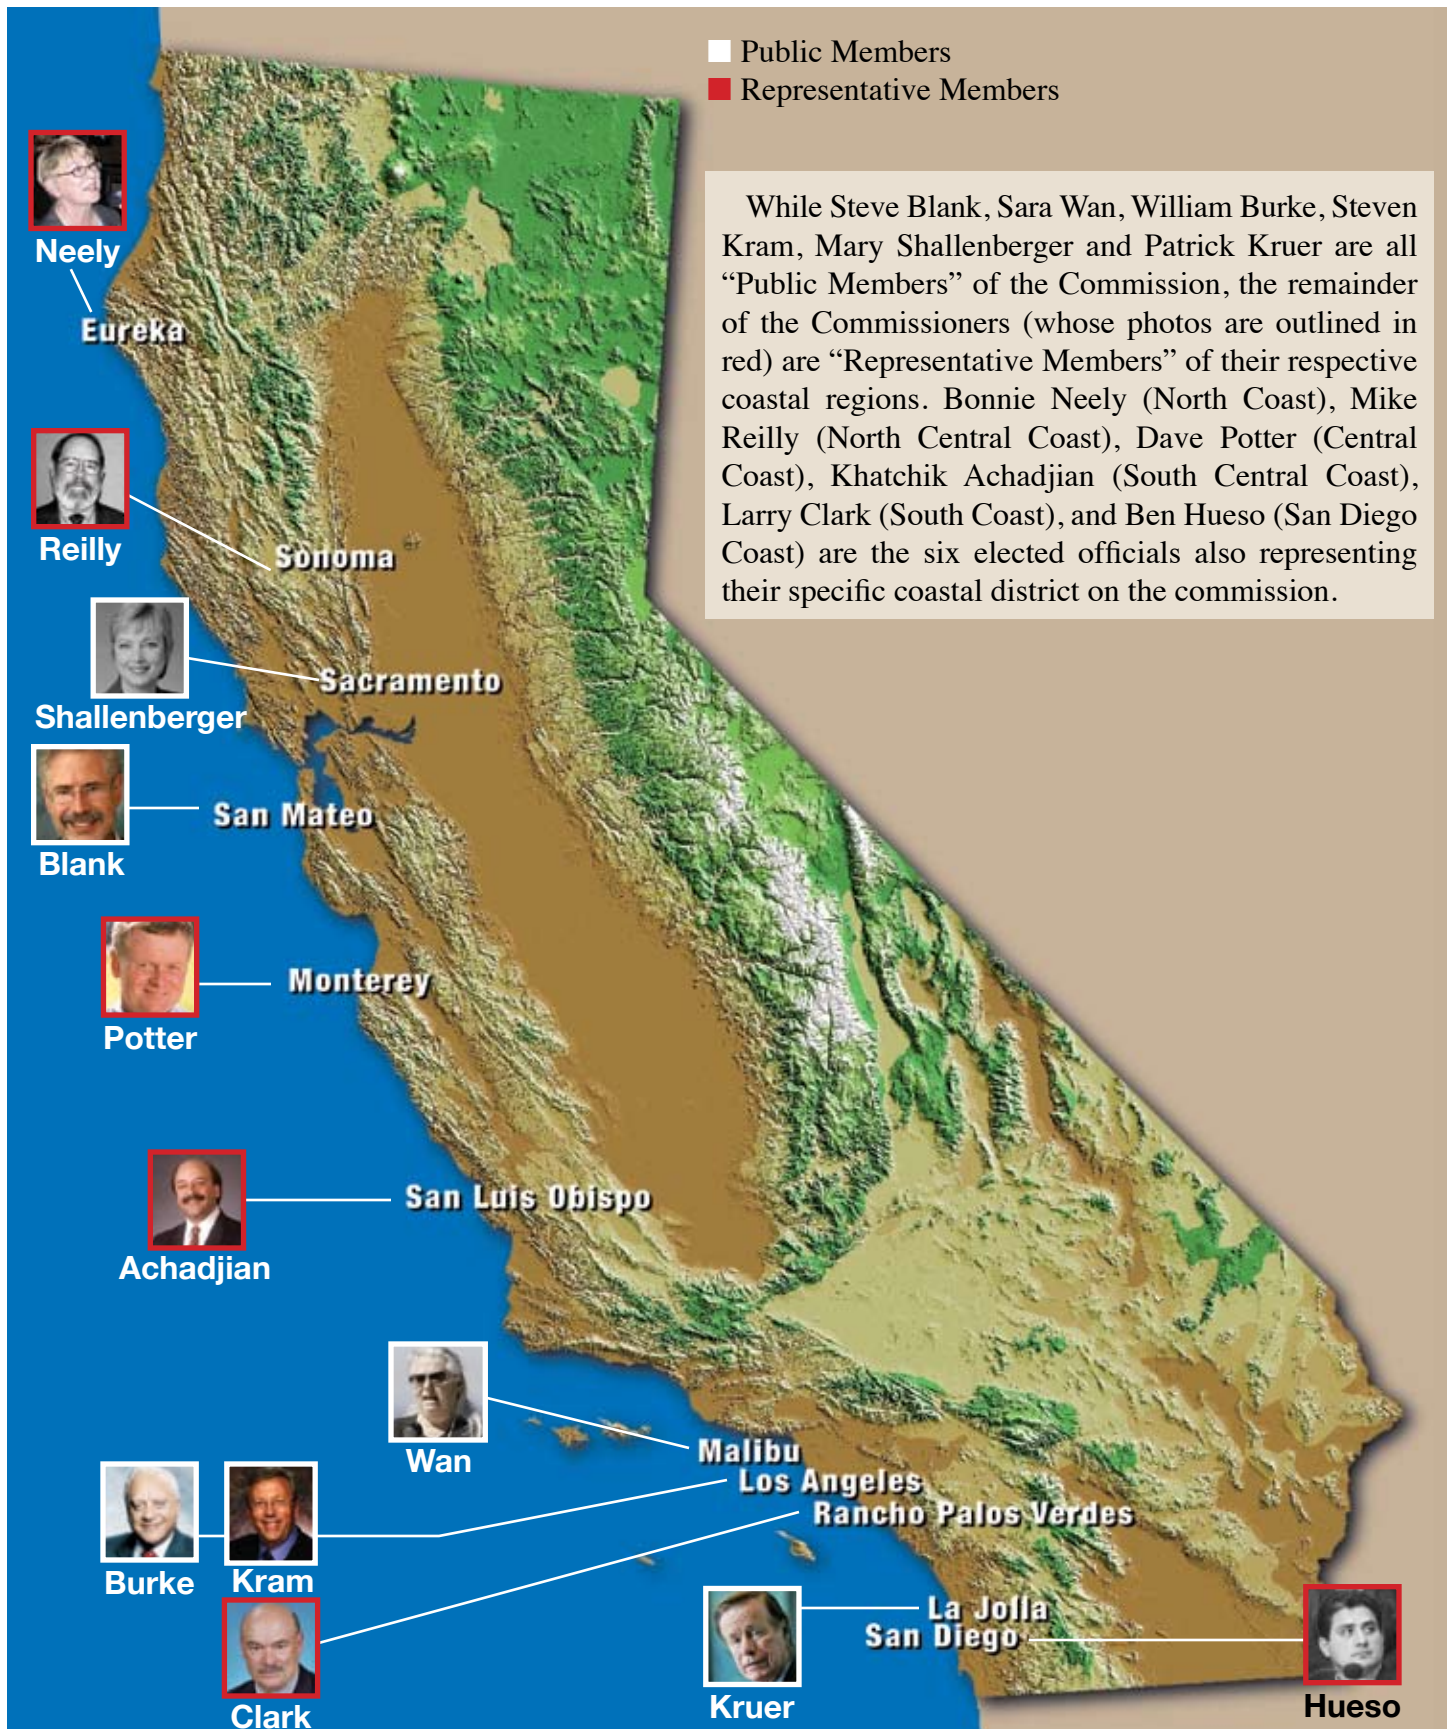 Public Members
Representative Members
While Steve Blank, Sara Wan, William Burke, Steven
Kram, Mary Shallenberger and Patrick Kruer are all
“Public Members” of the Commission, the remainder
of the Commissioners (whose photos are outlined in
red) are “Representative Members” of their respective
coastal regions. Bonnie Neely (North Coast), Mike
Reilly (North Central Coast), Dave Potter (Central
Coast), Khatchik Achadjian (South Central Coast),
Larry Clark (South Coast), and Ben Hueso (San Diego
Coast) are the six elected officials also representing
their specific coastal district on the commission.
Neely
Eureka
Reilly
Sonoma
Shallenberger
Sacramento
Blank
San Mateo
Potter
Monterey
Achadjian
San Luis Obispo
Wan
Malibu
Los Angeles
Rancho Palos Verdes
Burke
Kram
Clark
Kruer
La Jolla
San Diego
Hueso